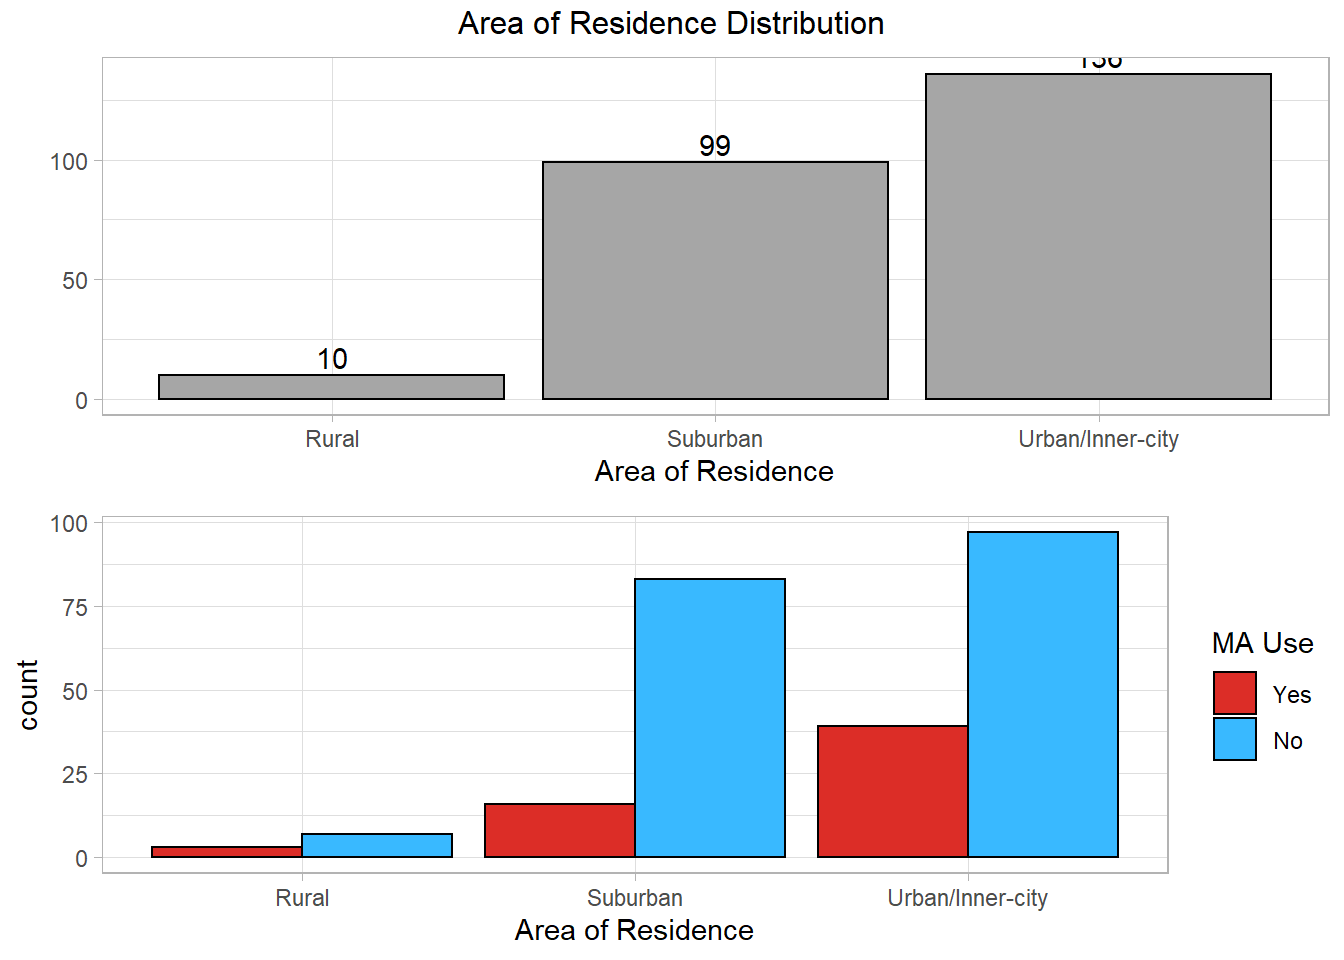 Area of Residence Distribution
136
99
10
100
50
0
Rural Suburban Urban/Inner-city
Area of Residence
100
75
50
25
0
count
Rural Suburban Urban/Inner-city
Area of Residence
MA Use
Yes
No